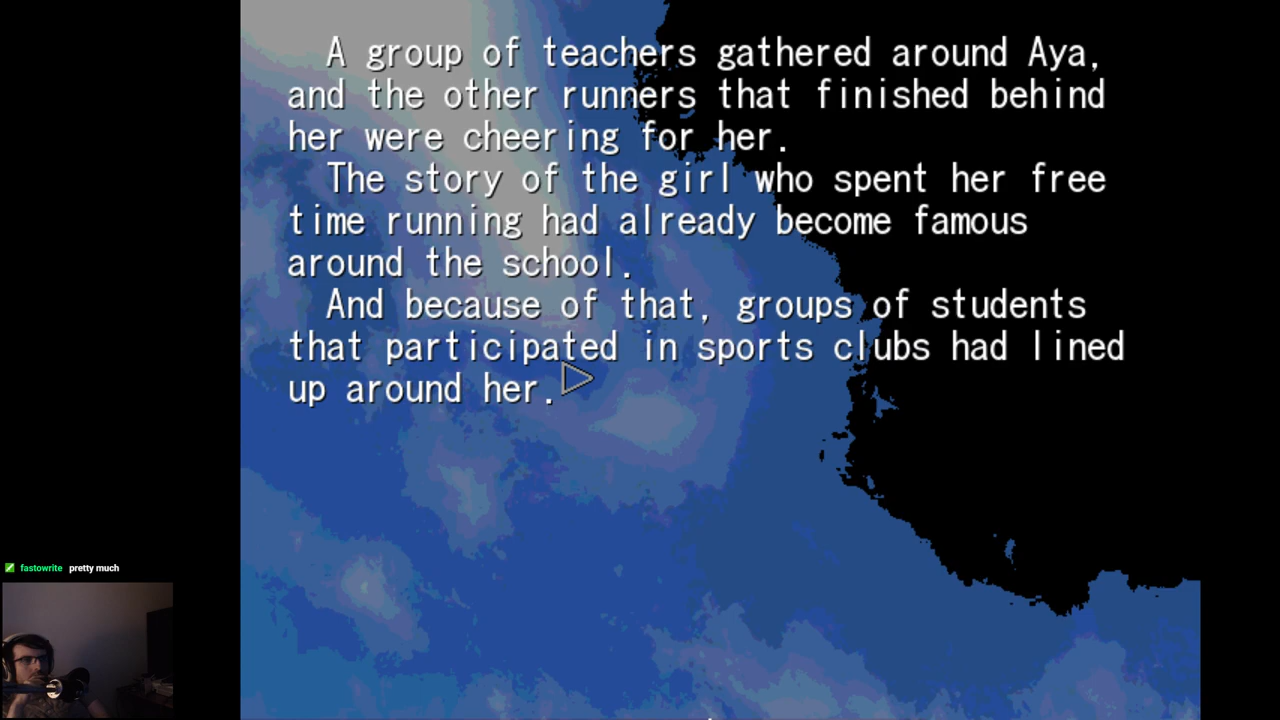 A group of teachers gathered around Aya,
and the other runners that finished behind
her were cheering for her.
The story of the girl who spent her free
time running had already become famous
around the school.
And because of that, groups of students
that participated in sports clubs had lined
up around her.
fastowrite pretty much